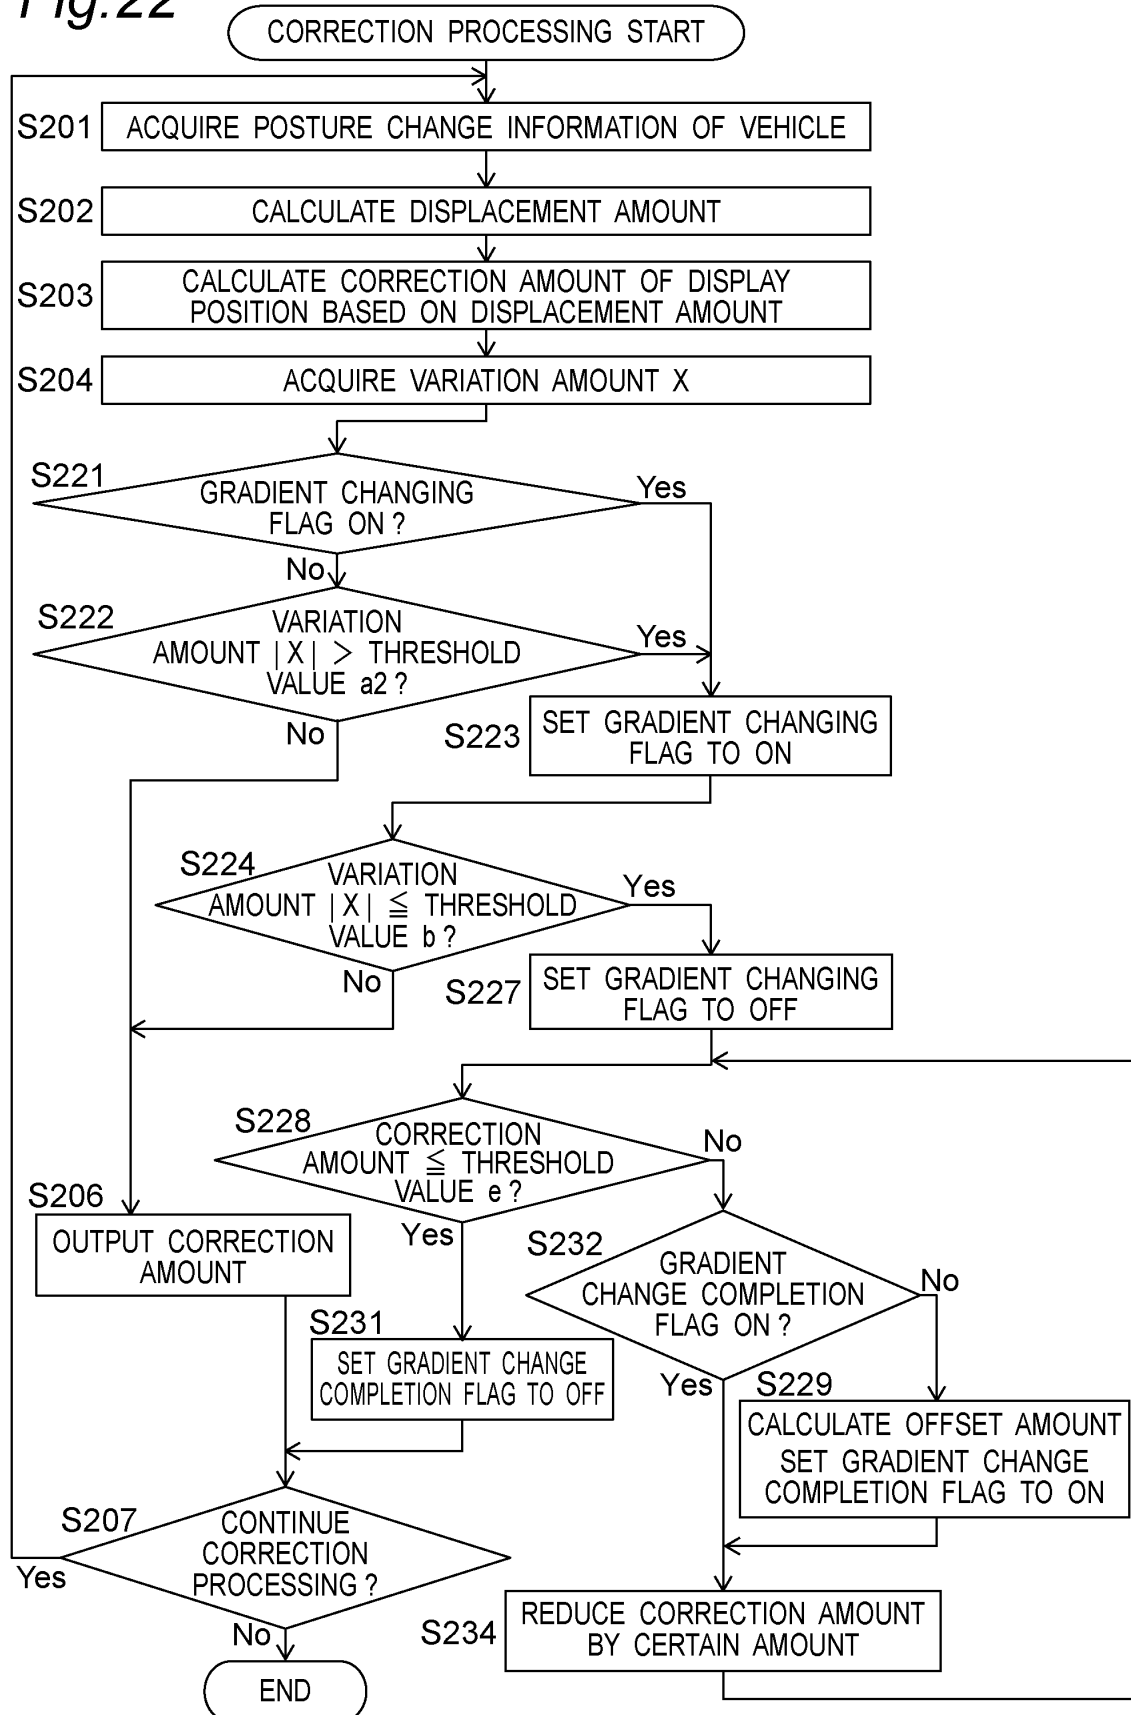 Fig.22
CORRECTION PROCESSING START
S201
ACQUIRE POSTURE CHANGE INFORMATION OF VEHICLE
S202
CALCULATE DISPLACEMENT AMOUNT
S203
CALCULATE CORRECTION AMOUNT OF DISPLAY
POSITION BASED ON DISPLACEMENT AMOUNT
S204
ACQUIRE VARIATION AMOUNT X
S221
GRADIENT CHANGING
FLAG ON ?
Yes
No
S222
VARIATION
AMOUNT |X| > THRESHOLD
VALUE a2 ?
Yes
No
S223
SET GRADIENT CHANGING
FLAG TO ON
S224
VARIATION
AMOUNT |X| ≦ THRESHOLD
VALUE b ?
Yes
No
S227
SET GRADIENT CHANGING
FLAG TO OFF
S228
CORRECTION
AMOUNT ≦ THRESHOLD
VALUE e ?
No
Yes
S206
OUTPUT CORRECTION
AMOUNT
S232
GRADIENT
CHANGE COMPLETION
FLAG ON ?
No
Yes
S231
SET GRADIENT CHANGE
COMPLETION FLAG TO OFF
S229
CALCULATE OFFSET AMOUNT
SET GRADIENT CHANGE
COMPLETION FLAG TO ON
S207
CONTINUE
CORRECTION
PROCESSING ?
Yes
No
S234
REDUCE CORRECTION AMOUNT
BY CERTAIN AMOUNT
END